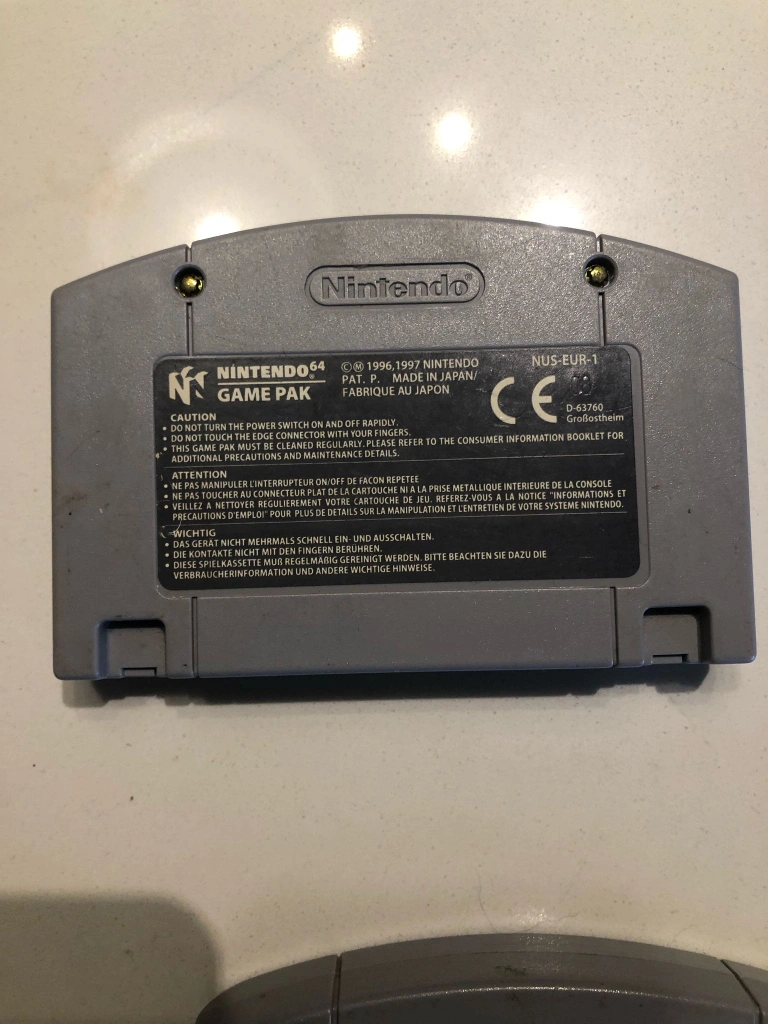 Nintendo®
NINTENDO 64
GAME PAK
©Ⓜ 1996,1997 NINTENDO
PAT. P. MADE IN JAPAN/
FABRIQUE AU JAPON
NUS-EUR-1
CE
D-63760
Großostheim
CAUTION
• DO NOT TURN THE POWER SWITCH ON AND OFF RAPIDLY.
• DO NOT TOUCH THE EDGE CONNECTOR WITH YOUR FINGERS.
• THIS GAME PAK MUST BE CLEANED REGULARLY. PLEASE REFER TO THE CONSUMER INFORMATION BOOKLET FOR
ADDITIONAL PRECAUTIONS AND MAINTENANCE DETAILS.
ATTENTION
• NE PAS MANIPULER L'INTERRUPTEUR ON/OFF DE FACON REPETEE
• NE PAS TOUCHER AU CONNECTEUR PLAT DE LA CARTOUCHE NI A LA PRISE METALLIQUE INTERIEURE DE LA CONSOLE
• VEILLEZ A NETTOYER REGULIEREMENT VOTRE CARTOUCHE DE JEU. REFEREZ-VOUS A LA NOTICE "INFORMATIONS ET
PRECAUTIONS D'EMPLOI" POUR PLUS DE DETAILS SUR LA MANIPULATION ET L'ENTRETIEN DE VOTRE SYSTEME NINTENDO.
WICHTIG
• DAS GERÄT NICHT MEHRMALS SCHNELL EIN- UND AUSSCHALTEN.
• DIE KONTAKTE NICHT MIT DEN FINGERN BERÜHREN.
• DIESE SPIELKASSETTE MUß REGELMÄßIG GEREINIGT WERDEN. BITTE BEACHTEN SIE DAZU DIE
VERBRAUCHERINFORMATION UND ANDERE WICHTIGE HINWEISE.